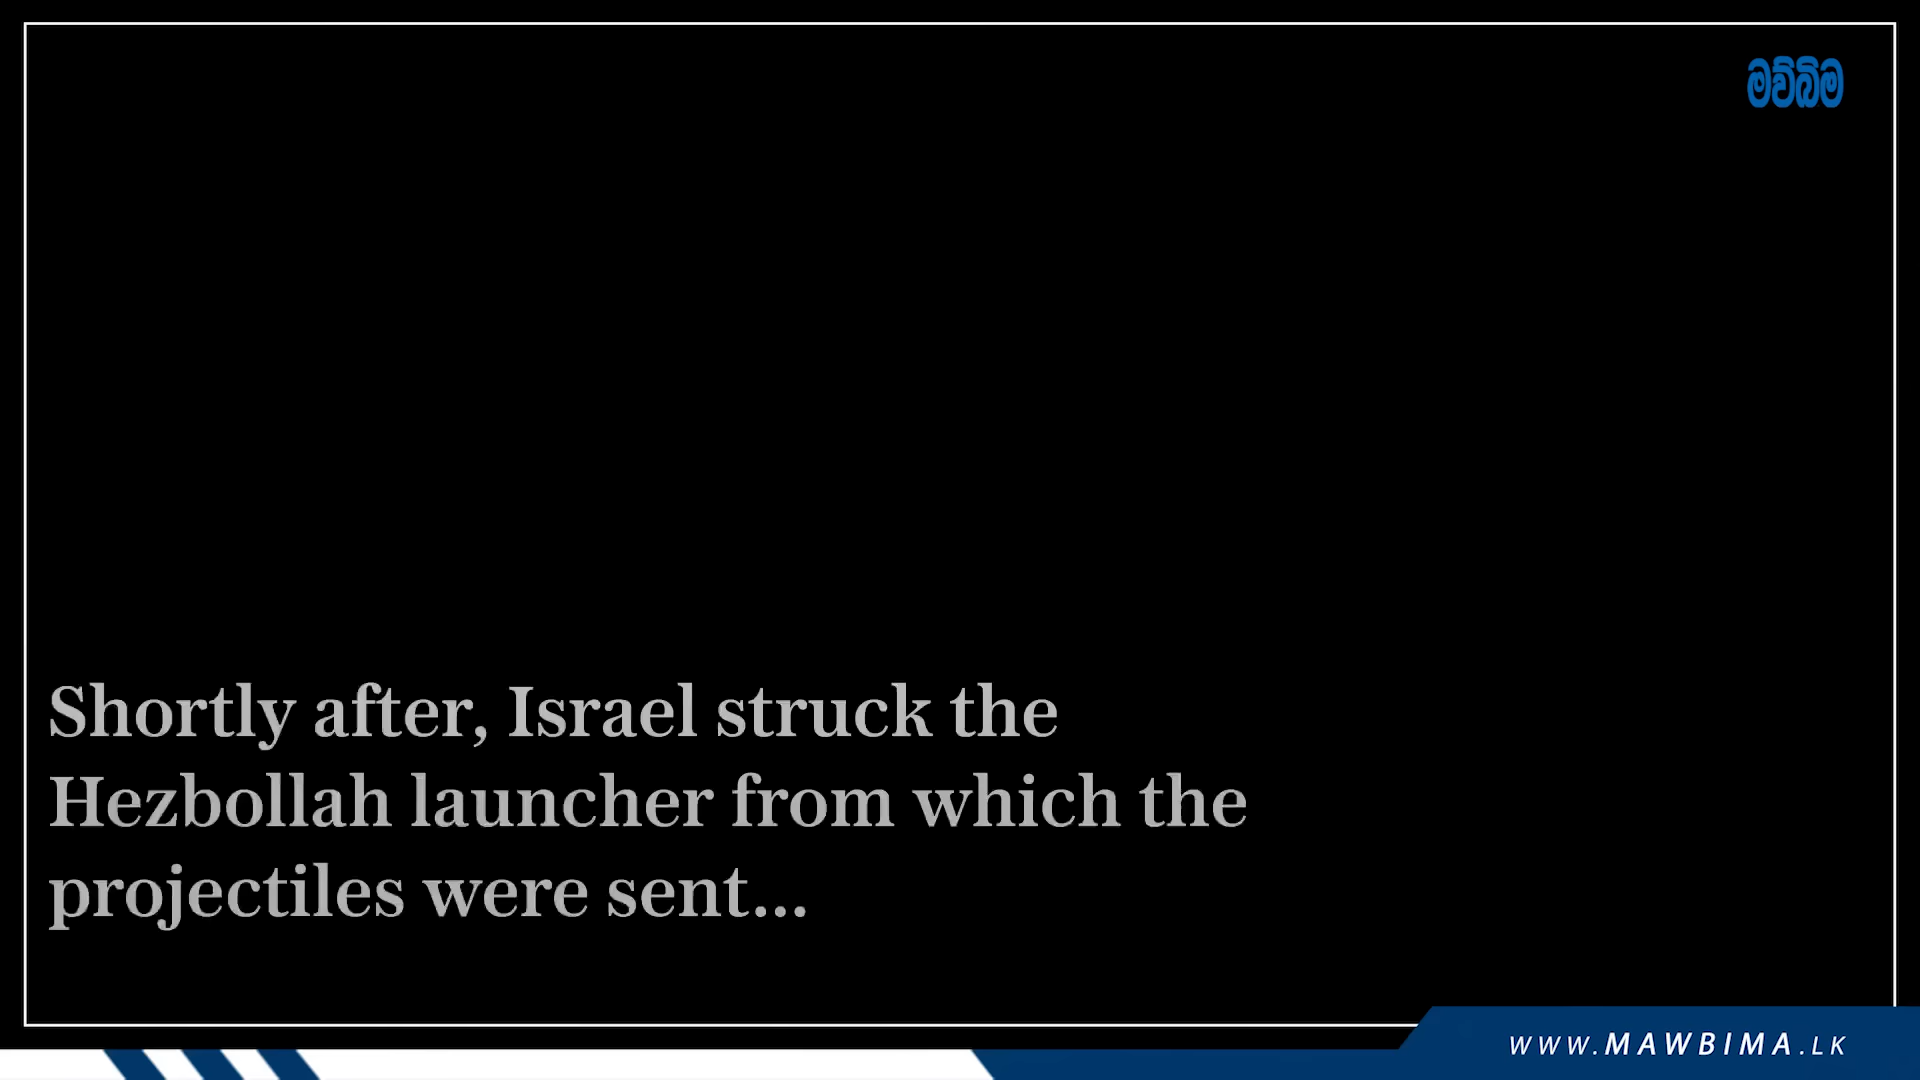 මව්බිම
Shortly after, Israel struck the
Hezbollah launcher from which the
projectiles were sent...
WWW.MAWBIMA.LK